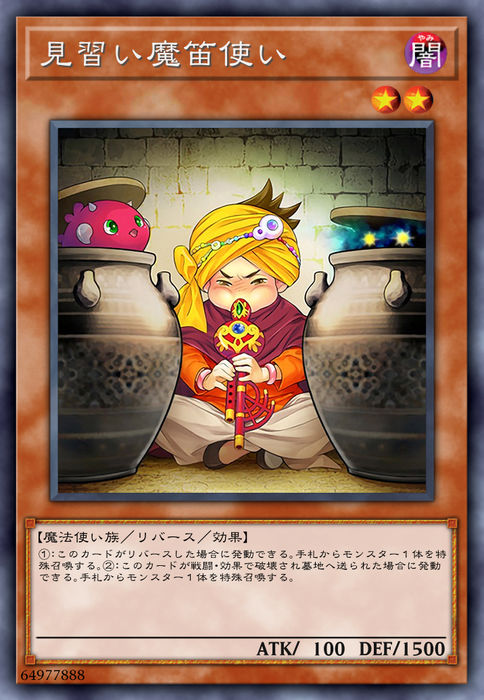 見習い魔笛使い
やみ
闇
【魔法使い族／リバース／効果】
①：このカードがリバースした場合に発動できる。手札からモンスター１体を特
殊召喚する。②：このカードが戦闘・効果で破壊され墓地へ送られた場合に発動
できる。手札からモンスター１体を特殊召喚する。
ATK/ 100 DEF/1500
64977888